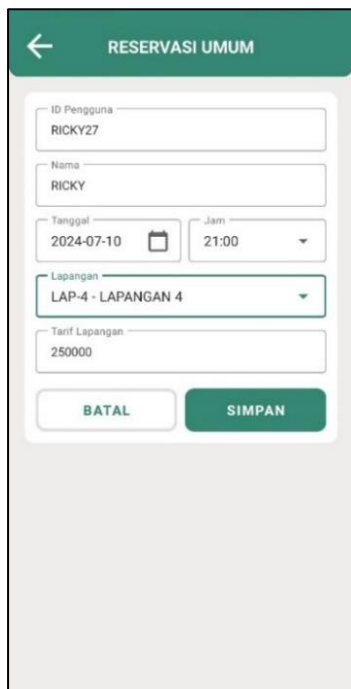 RESERVASI UMUM
ID Pengguna
RICKY27
Nama
RICKY
Tanggal
2024-07-10
Jam
21:00
Lapangan
LAP-4 - LAPANGAN 4
Tarif Lapangan
250000
BATAL
SIMPAN